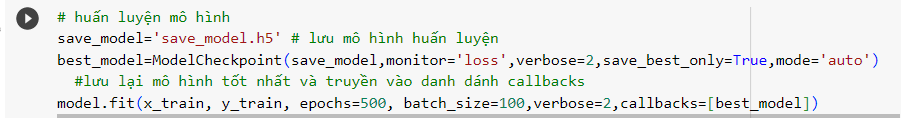 # huấn luyện mô hình
save_model='save_model.h5' # lưu mô hình huấn luyện
best_model=ModelCheckpoint(save_model,monitor='loss',verbose=2,save_best_only=True,mode='auto')
#lưu lại mô hình tốt nhất và truyền vào danh dánh callbacks
model.fit(x_train, y_train, epochs=500, batch_size=100,verbose=2,callbacks=[best_model])